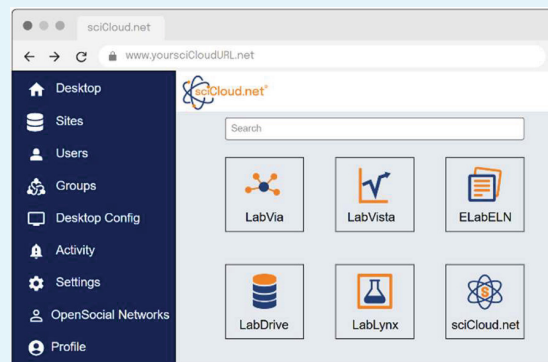 sciCloud.net
www.yoursciCloudURL.net
Desktop
Sites
Users
Groups
Desktop Config
Activity
Settings
OpenSocial Networks
Profile
sciCloud.net®
Search
LabVia
LabVista
ELabELN
LabDrive
LabLynx
S
sciCloud.net